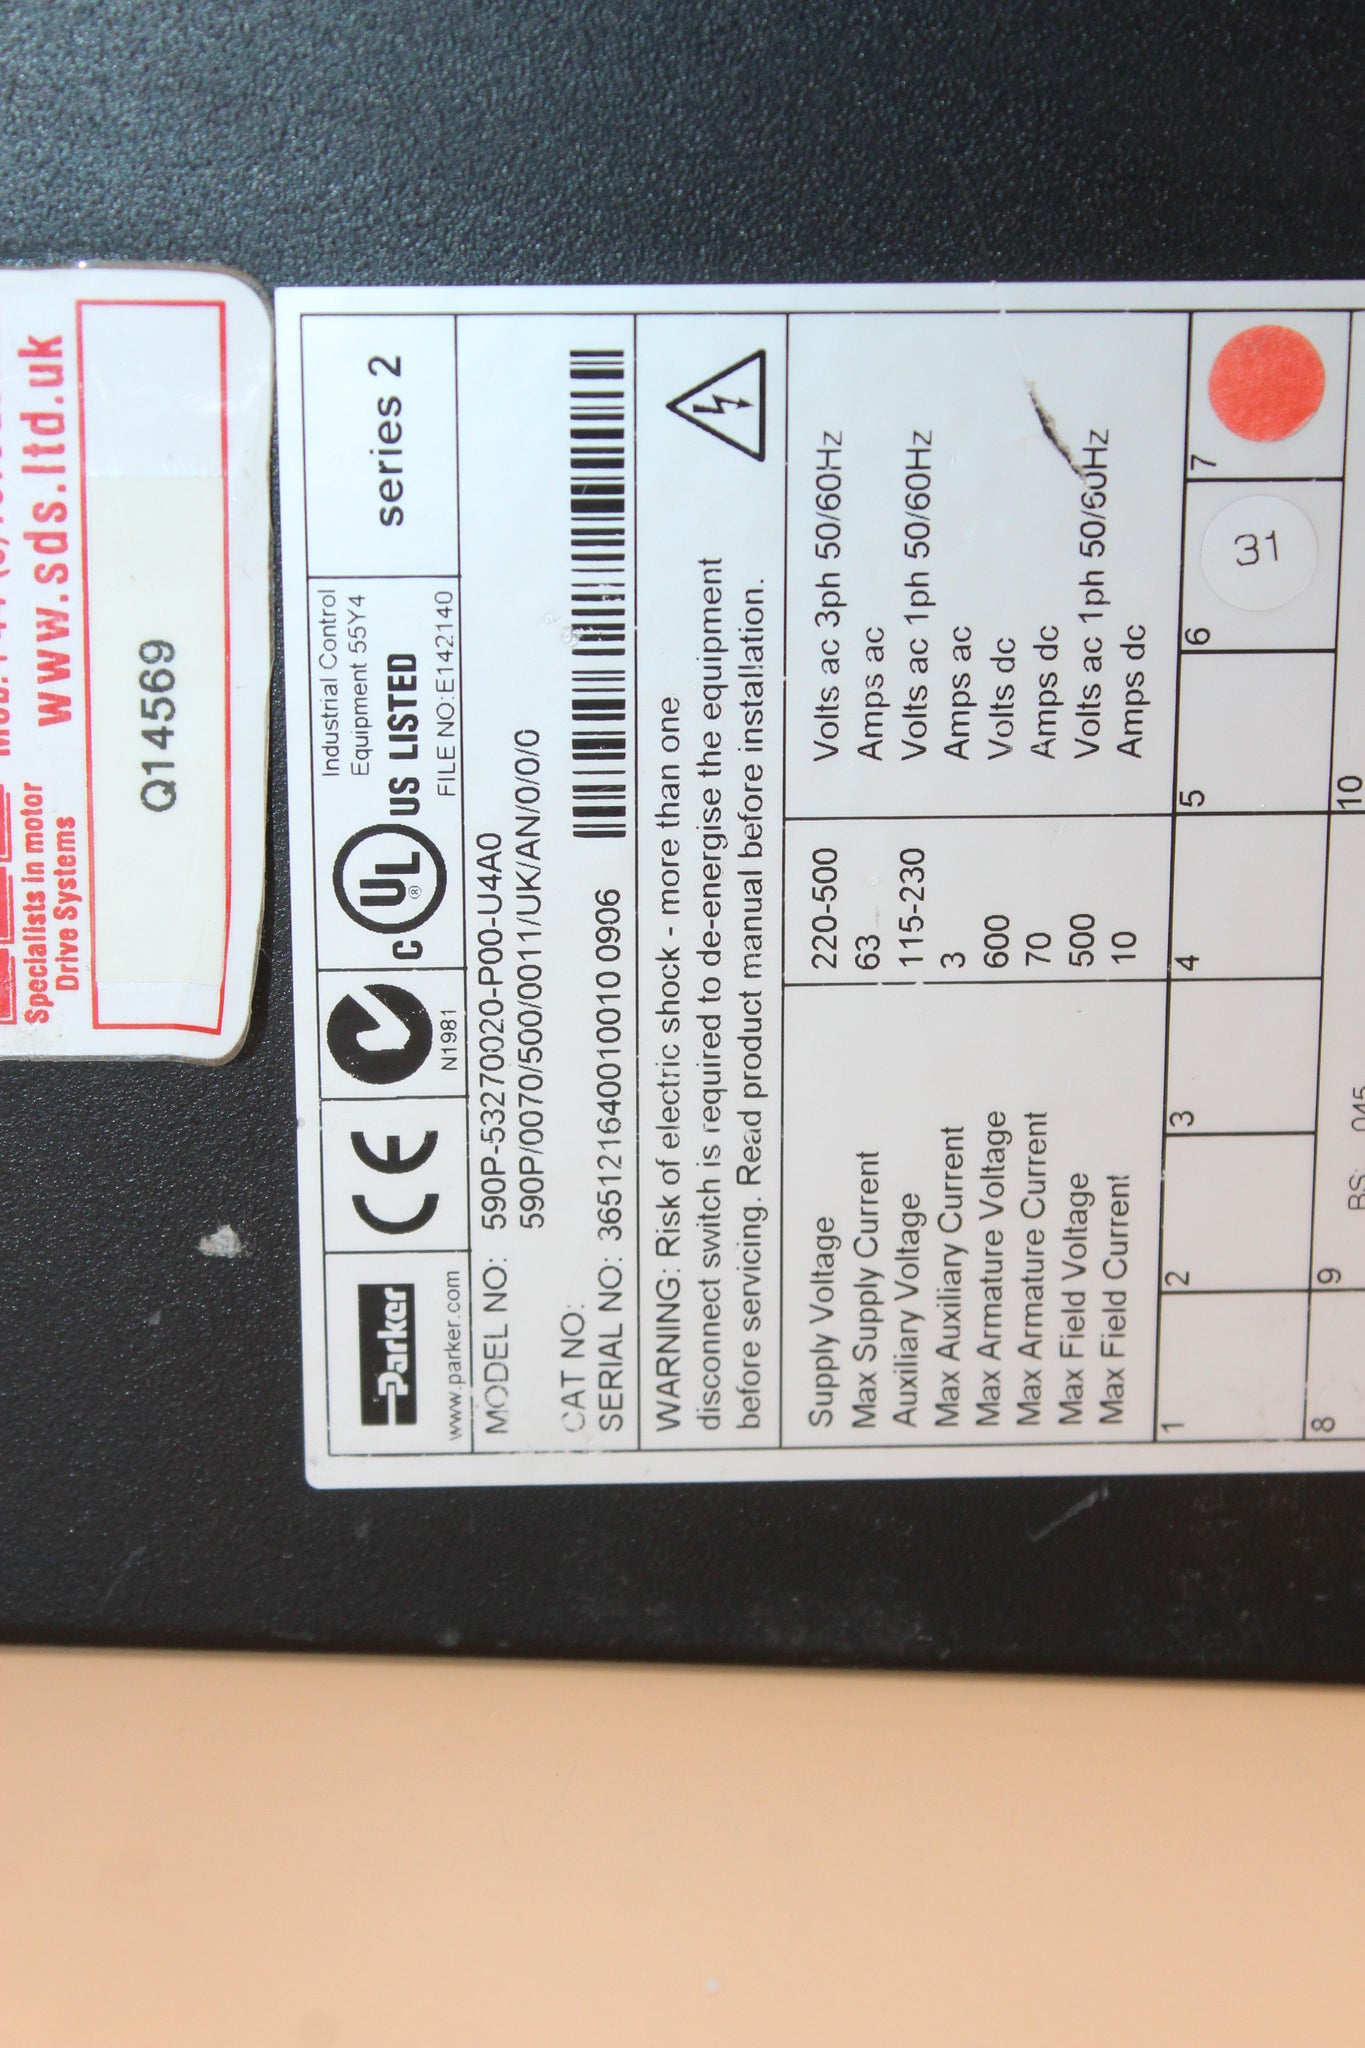 www.sds.ltd.uk
Specialists in motor
Drive Systems
Q14569
Parker
www.parker.com
CE
N1981
C UL ® US LISTED
Industrial Control
Equipment 55Y4
FILE NO:E142140
series 2
MODEL NO: 590P-53270020-P00-U4A0
590P/0070/500/0011/UK/AN/0/0/0
CAT NO:
SERIAL NO: 365121640010010 0906
WARNING: Risk of electric shock - more than one
disconnect switch is required to de-energise the equipment
before servicing. Read product manual before installation.
Supply Voltage 220-500 Volts ac 3ph 50/60Hz
Max Supply Current 63 Amps ac
Auxiliary Voltage 115-230 Volts ac 1ph 50/60Hz
Max Auxiliary Current 3 Amps ac
Max Armature Voltage 600 Volts dc
Max Armature Current 70 Amps dc
Max Field Voltage 500 Volts ac 1ph 50/60Hz
Max Field Current 10 Amps dc
1 2 3 4 5 6 7
31
8 9 10